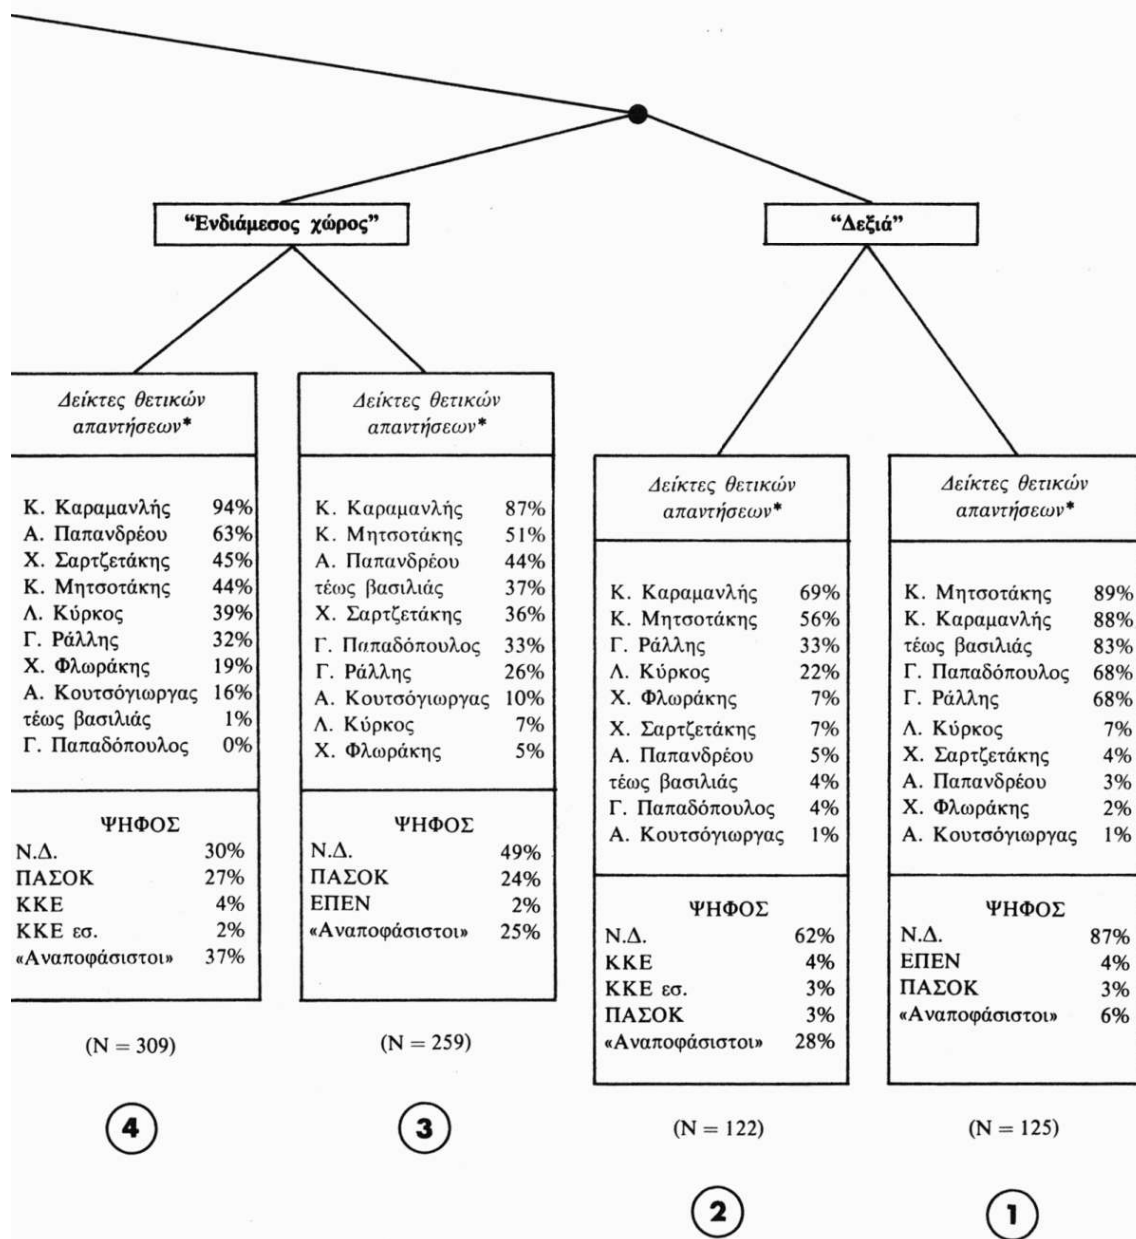 “Ενδιάμεσος χώρος”
“Δεξιά”
Δείκτες θετικών
απαντήσεων*
Κ. Καραμανλής 94%
Α. Παπανδρέου 63%
Χ. Σαρτζετάκης 45%
Κ. Μητσοτάκης 44%
Λ. Κύρκος 39%
Γ. Ράλλης 32%
Χ. Φλωράκης 19%
Α. Κουτσόγιωργας 16%
τέως βασιλιάς 1%
Γ. Παπαδόπουλος 0%
ΨΗΦΟΣ
Ν.Δ. 30%
ΠΑΣΟΚ 27%
ΚΚΕ 4%
ΚΚΕ εσ. 2%
«Αναποφάσιστοι» 37%
(N = 309)
4
Δείκτες θετικών
απαντήσεων*
Κ. Καραμανλής 87%
Κ. Μητσοτάκης 51%
Α. Παπανδρέου 44%
τέως βασιλιάς 37%
Χ. Σαρτζετάκης 36%
Γ. Παπαδόπουλος 33%
Γ. Ράλλης 26%
Α. Κουτσόγιωργας 10%
Λ. Κύρκος 7%
Χ. Φλωράκης 5%
ΨΗΦΟΣ
Ν.Δ. 49%
ΠΑΣΟΚ 24%
ΕΠΕΝ 2%
«Αναποφάσιστοι» 25%
(N = 259)
3
Δείκτες θετικών
απαντήσεων*
Κ. Καραμανλής 69%
Κ. Μητσοτάκης 56%
Γ. Ράλλης 33%
Λ. Κύρκος 22%
Χ. Φλωράκης 7%
Χ. Σαρτζετάκης 7%
Α. Παπανδρέου 5%
τέως βασιλιάς 4%
Γ. Παπαδόπουλος 4%
Α. Κουτσόγιωργας 1%
ΨΗΦΟΣ
Ν.Δ. 62%
ΚΚΕ 4%
ΚΚΕ εσ. 3%
ΠΑΣΟΚ 3%
«Αναποφάσιστοι» 28%
(N = 122)
2
Δείκτες θετικών
απαντήσεων*
Κ. Μητσοτάκης 89%
Κ. Καραμανλής 88%
τέως βασιλιάς 83%
Γ. Παπαδόπουλος 68%
Γ. Ράλλης 68%
Λ. Κύρκος 7%
Χ. Σαρτζετάκης 4%
Α. Παπανδρέου 3%
Χ. Φλωράκης 2%
Α. Κουτσόγιωργας 1%
ΨΗΦΟΣ
Ν.Δ. 87%
ΕΠΕΝ 4%
ΠΑΣΟΚ 3%
«Αναποφάσιστοι» 6%
(N = 125)
1